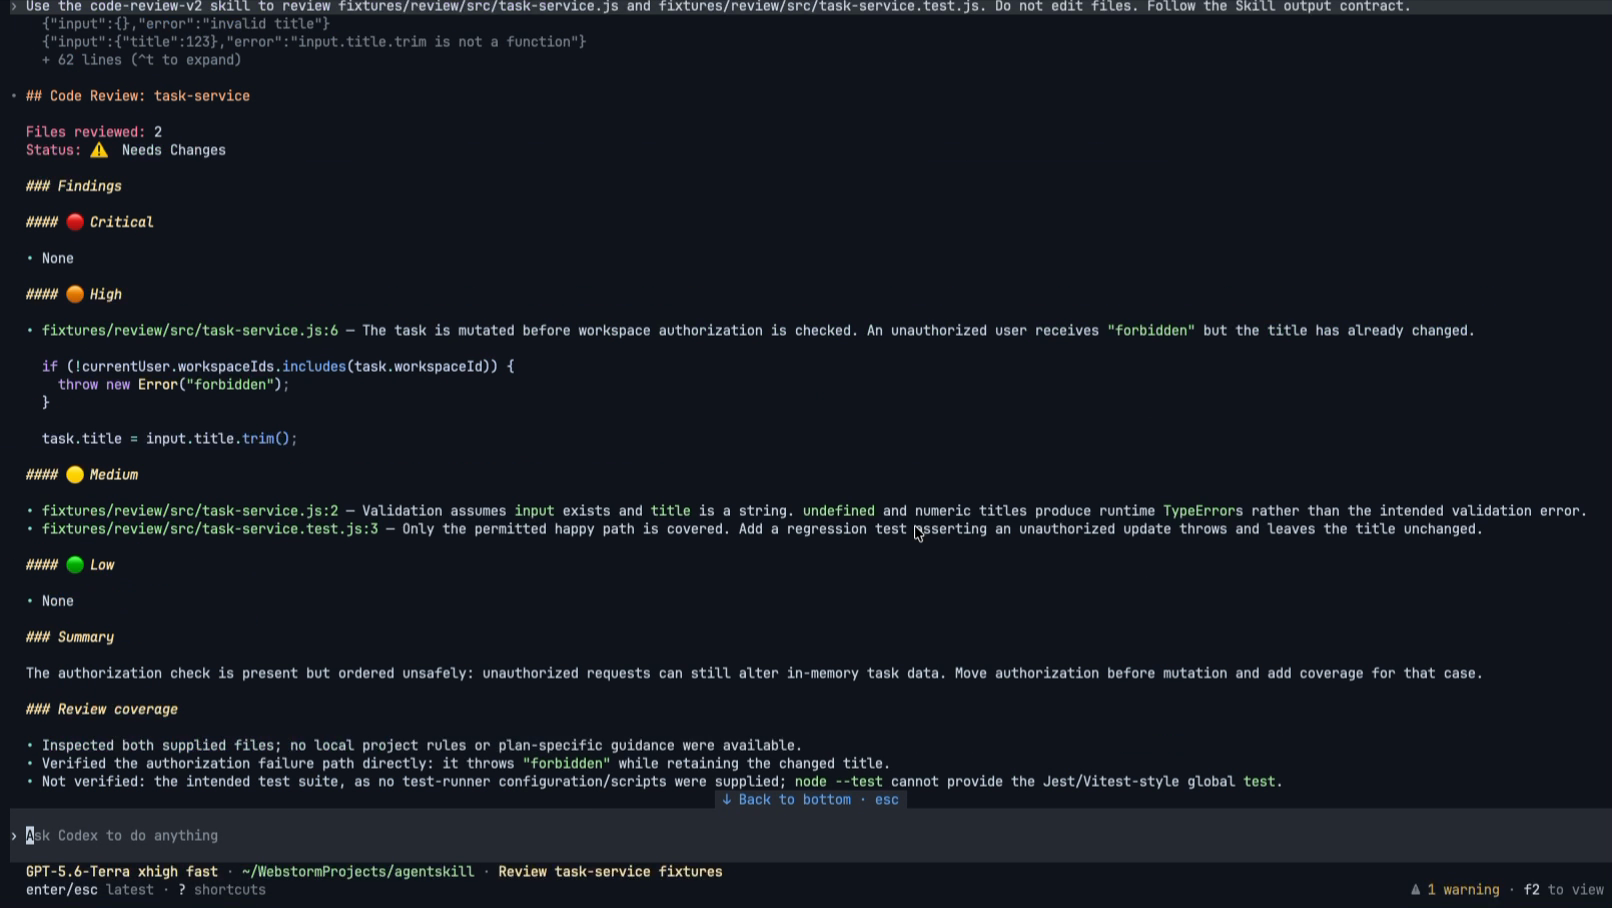 › Use the code-review-v2 skill to review fixtures/review/src/task-service.js and fixtures/review/src/task-service.test.js. Do not edit files. Follow the Skill output contract.
{"input":{},"error":"invalid title"}
{"input":{"title":123},"error":"input.title.trim is not a function"}
+ 62 lines (^t to expand)
• ## Code Review: task-service
Files reviewed: 2
Status: ⚠️ Needs Changes
### Findings
#### 🔴 Critical
• None
#### 🟠 High
• fixtures/review/src/task-service.js:6 — The task is mutated before workspace authorization is checked. An unauthorized user receives "forbidden" but the title has already changed.
if (!currentUser.workspaceIds.includes(task.workspaceId)) {
throw new Error("forbidden");
}
task.title = input.title.trim();
#### 🟡 Medium
• fixtures/review/src/task-service.js:2 — Validation assumes input exists and title is a string. undefined and numeric titles produce runtime TypeErrors rather than the intended validation error.
• fixtures/review/src/task-service.test.js:3 — Only the permitted happy path is covered. Add a regression test asserting an unauthorized update throws and leaves the title unchanged.
#### 🟢 Low
• None
### Summary
The authorization check is present but ordered unsafely: unauthorized requests can still alter in-memory task data. Move authorization before mutation and add coverage for that case.
### Review coverage
• Inspected both supplied files; no local project rules or plan-specific guidance were available.
• Verified the authorization failure path directly: it throws "forbidden" while retaining the changed title.
• Not verified: the intended test suite, as no test-runner configuration/scripts were supplied; node --test cannot provide the Jest/Vitest-style global test.
↓ Back to bottom · esc
› Ask Codex to do anything
GPT-5.6-Terra xhigh fast · ~/WebstormProjects/agentskill · Review task-service fixtures
enter/esc latest · ? shortcuts
⚠ 1 warning · f2 to view